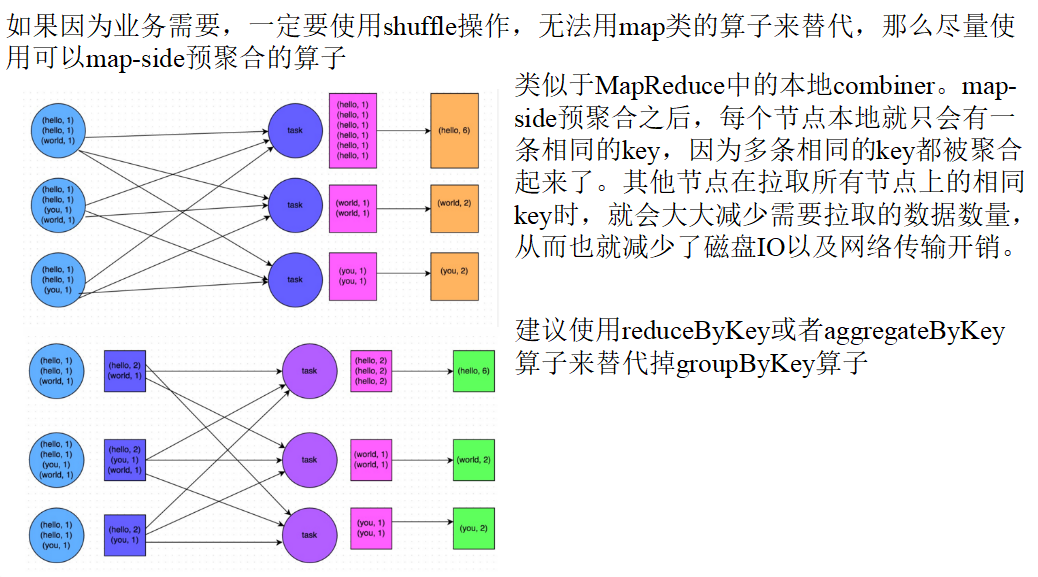 如果因为业务需要，一定要使用shuffle操作，无法用map类的算子来替代，那么尽量使
用可以map-side预聚合的算子
类似于MapReduce中的本地combiner。map-
side预聚合之后，每个节点本地就只会有一
条相同的key，因为多条相同的key都被聚合
起来了。其他节点在拉取所有节点上的相同
key时，就会大大减少需要拉取的数据数量，
从而也就减少了磁盘IO以及网络传输开销。
建议使用reduceByKey或者aggregateByKey
算子来替代掉groupByKey算子
(hello, 1)
(hello, 1)
(world, 1)
task
(hello, 1)
(hello, 1)
(hello, 1)
(hello, 1)
(hello, 1)
(hello, 1)
(hello, 6)
(hello, 1)
(hello, 1)
(you, 1)
(world, 1)
task
(world, 1)
(world, 1)
(world, 2)
(hello, 1)
(hello, 1)
(you, 1)
task
(you, 1)
(you, 1)
(you, 2)
(hello, 1)
(hello, 1)
(world, 1)
(hello, 2)
(world, 1)
task
(hello, 2)
(hello, 2)
(hello, 2)
(hello, 6)
(hello, 1)
(hello, 1)
(you, 1)
(world, 1)
(hello, 2)
(you, 1)
(world, 1)
task
(world, 1)
(world, 1)
(world, 2)
(hello, 1)
(hello, 1)
(you, 1)
(hello, 2)
(you, 1)
task
(you, 1)
(you, 1)
(you, 2)